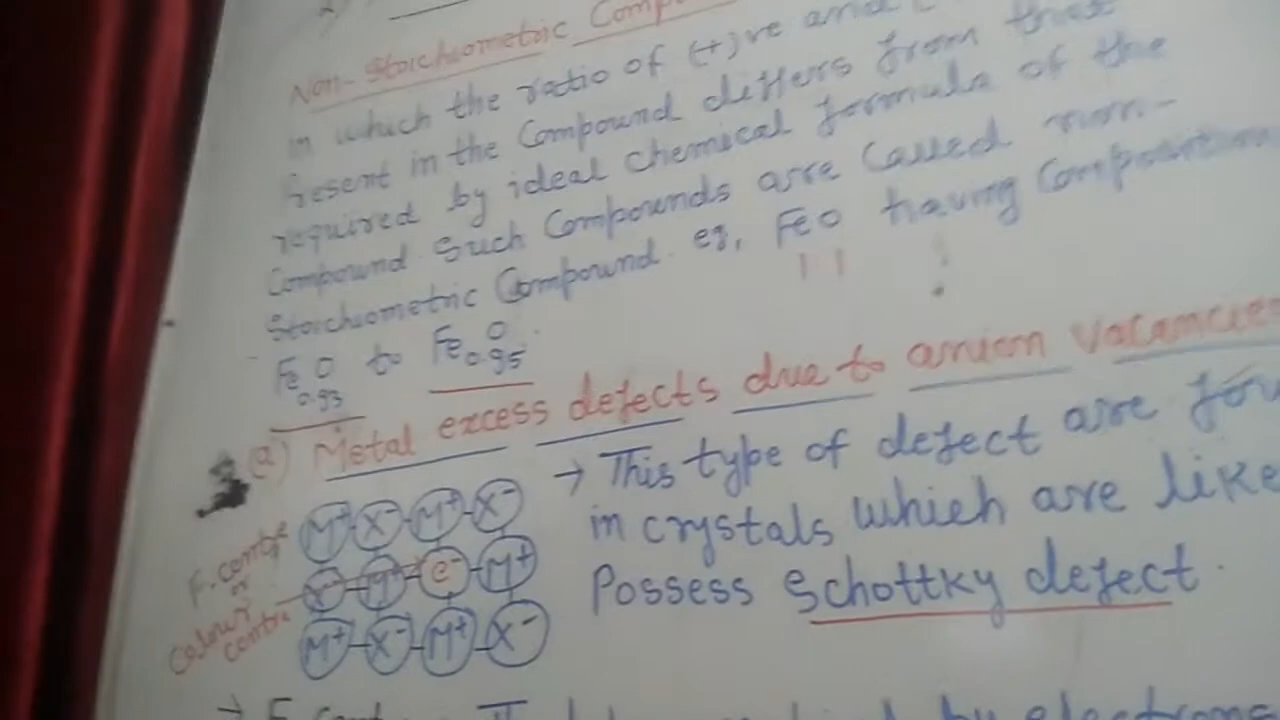 Non-Stoichiometric Comp
in which the ratio of (+)ve and (
Present in the Compound differs from that
required by ideal chemical formula of the
Compound such Compounds are called non-
Stoichiometric Compound. eg, FeO having Composition
Fe0.93O to Fe0.95O.
(a) Metal excess defects due to anion vacancies
→ This type of defect are fou
in crystals which are like
Possess Schottky defect.
F-centre
or
Colour
centre
M+ X- M+ X-
X- M+ e- M+
M+ X- M+ X-